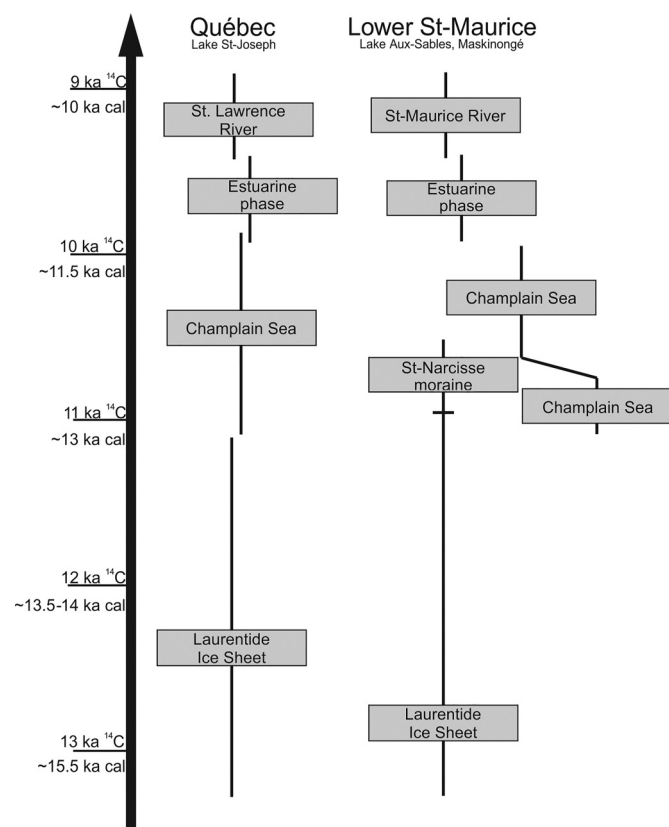 Québec
Lake St-Joseph
Lower St-Maurice
Lake Aux-Sables, Maskinongé
9 ka ¹⁴C
~10 ka cal
St. Lawrence
River
St-Maurice River
Estuarine
phase
Estuarine
phase
10 ka ¹⁴C
~11.5 ka cal
Champlain Sea
Champlain Sea
St-Narcisse
moraine
Champlain Sea
11 ka ¹⁴C
~13 ka cal
12 ka ¹⁴C
~13.5-14 ka cal
Laurentide
Ice Sheet
Laurentide
Ice Sheet
13 ka ¹⁴C
~15.5 ka cal